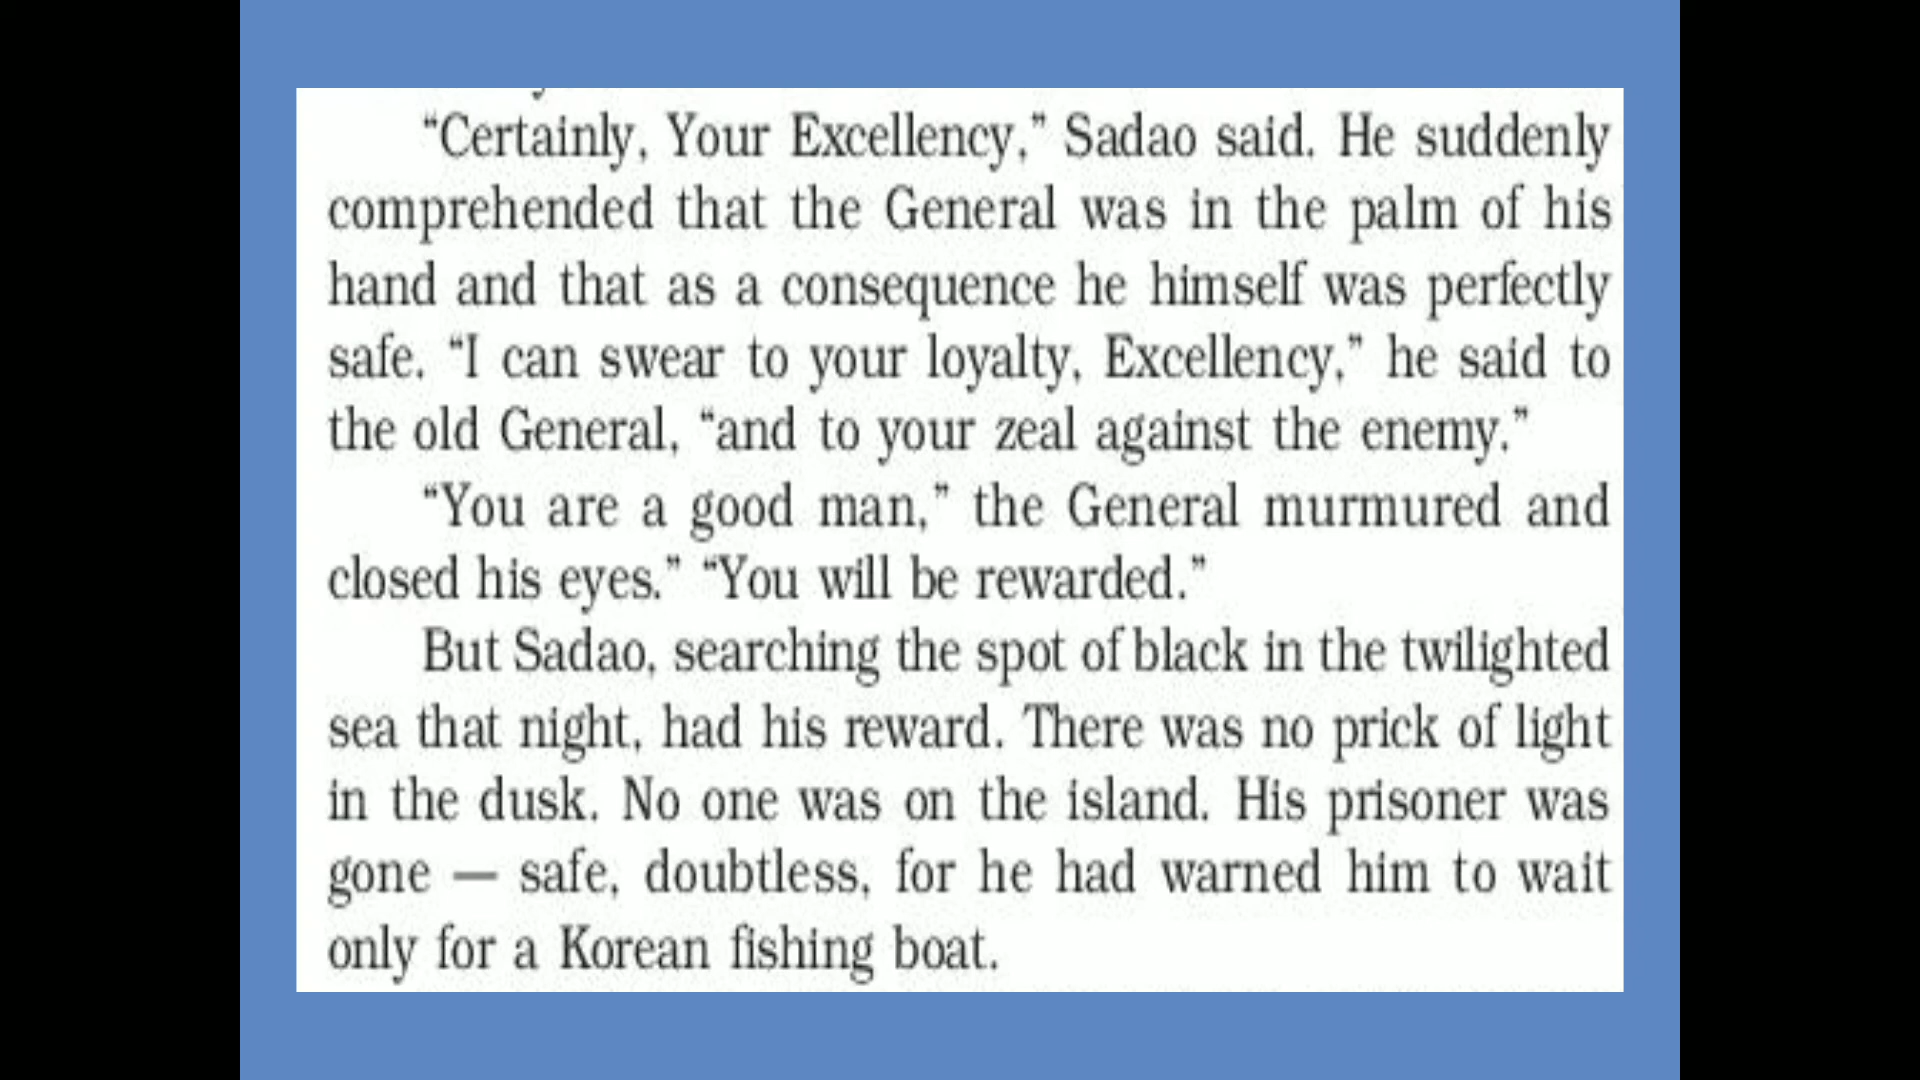 “Certainly, Your Excellency,” Sadao said. He suddenly
comprehended that the General was in the palm of his
hand and that as a consequence he himself was perfectly
safe. “I can swear to your loyalty, Excellency,” he said to
the old General, “and to your zeal against the enemy.”
“You are a good man,” the General murmured and
closed his eyes.” “You will be rewarded.”
But Sadao, searching the spot of black in the twilighted
sea that night, had his reward. There was no prick of light
in the dusk. No one was on the island. His prisoner was
gone — safe, doubtless, for he had warned him to wait
only for a Korean fishing boat.